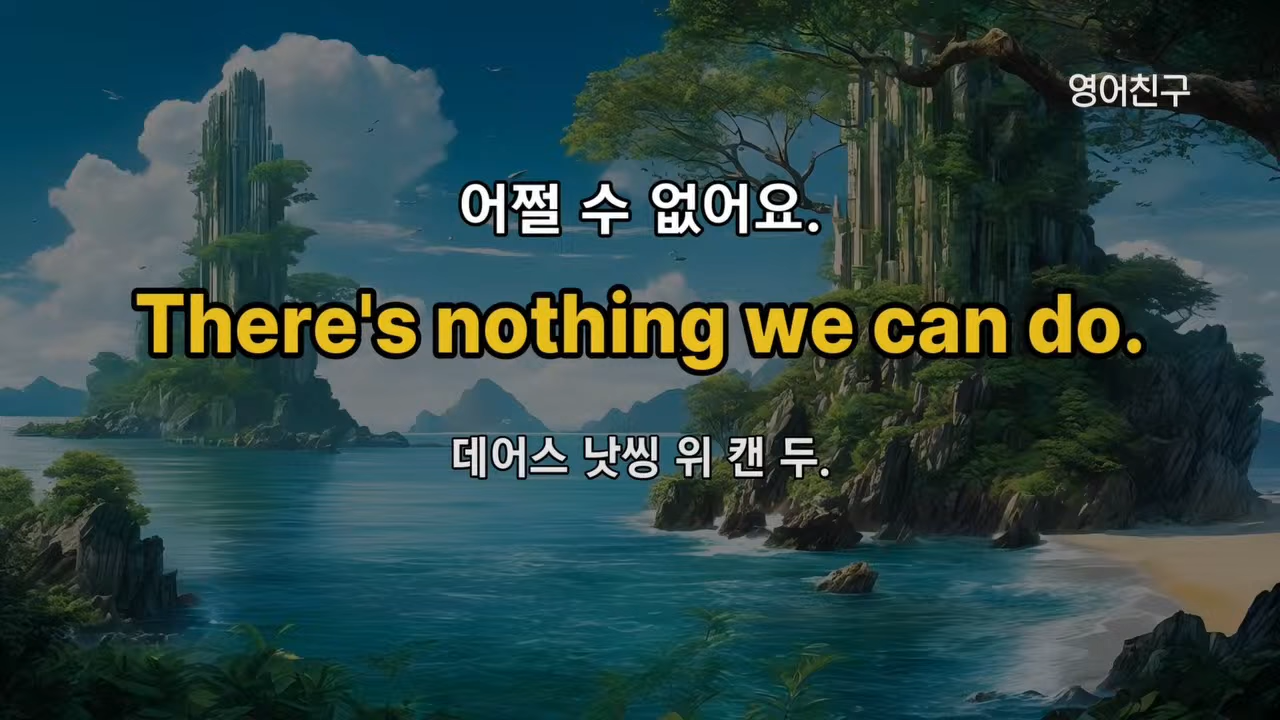 영어친구
어쩔 수 없어요.
There's nothing we can do.
데어스 낫씽 위 캔 두.